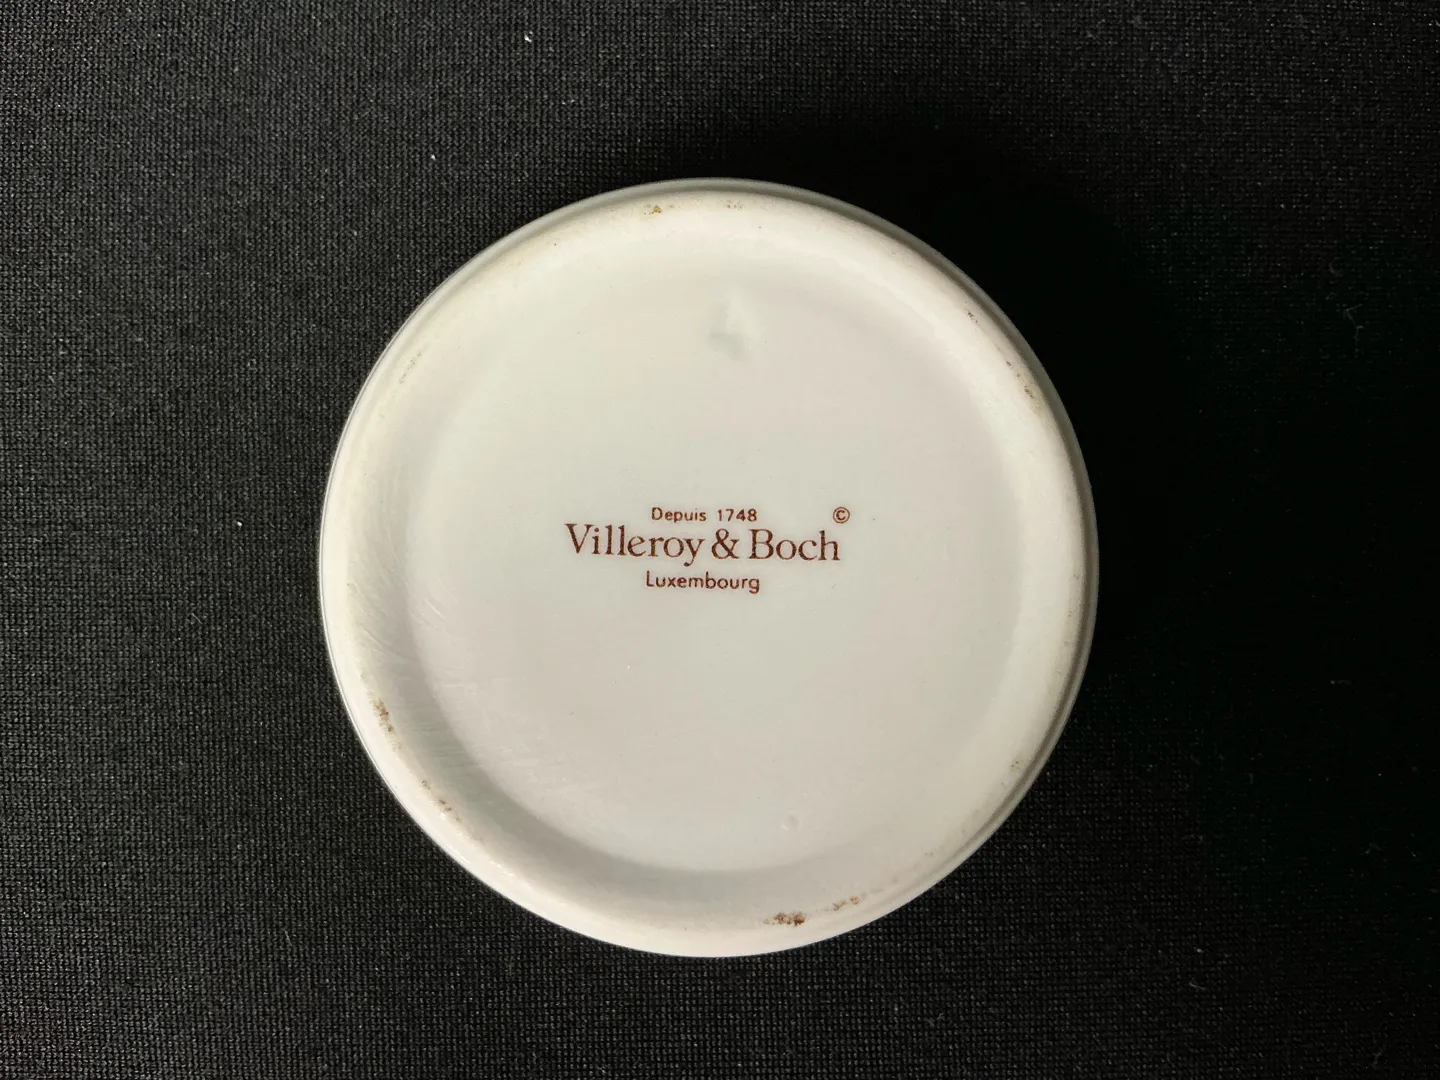 Depuis 1748 ©
Villeroy & Boch
Luxembourg